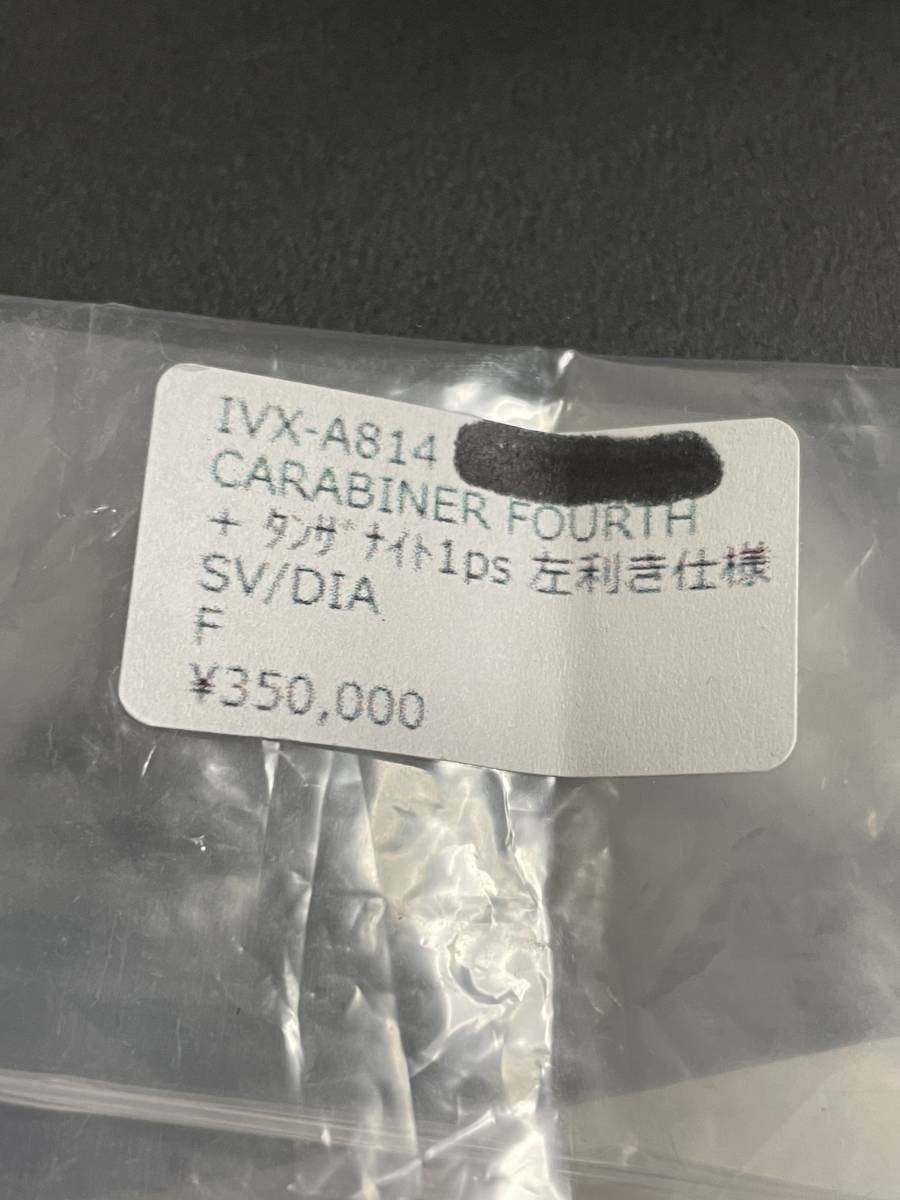 IVX-A814
CARABINER FOURTH
+ ﾀﾝｻﾞﾅｲﾄ1ps 左利き仕様
SV/DIA
F
¥350,000